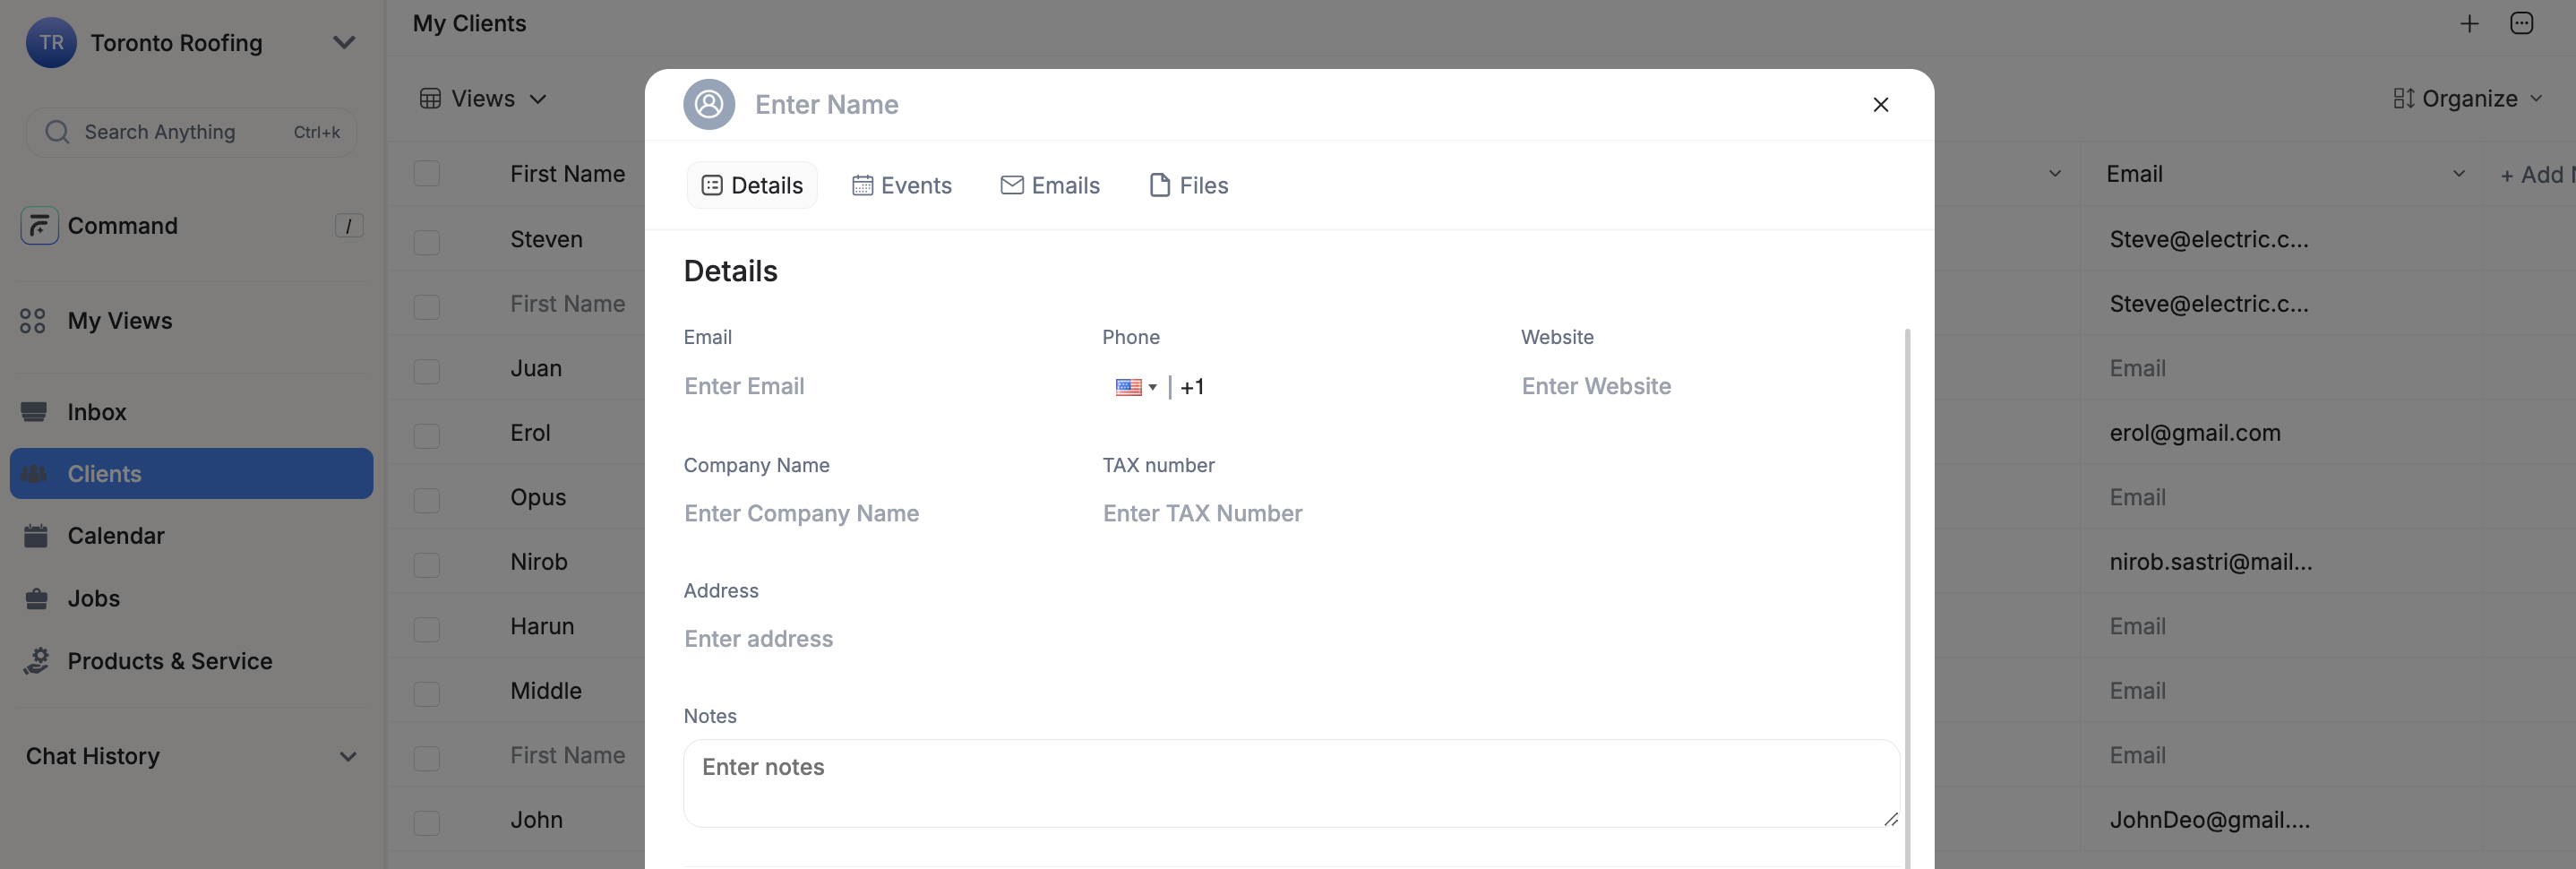 TR Toronto Roofing
Search Anything Ctrl+k
Command /
My Views
Inbox
Clients
Calendar
Jobs
Products & Service
Chat History
My Clients
Views
Organize
First Name
Steven
First Name
Juan
Erol
Opus
Nirob
Harun
Middle
First Name
John
Enter Name
Details Events Emails Files
Details
Email Phone Website
Enter Email +1 Enter Website
Company Name TAX number
Enter Company Name Enter TAX Number
Address
Enter address
Notes
Enter notes
Email + Add
Steve@electric.c...
Steve@electric.c...
Email
erol@gmail.com
Email
nirob.sastri@mail...
Email
Email
Email
JohnDeo@gmail....